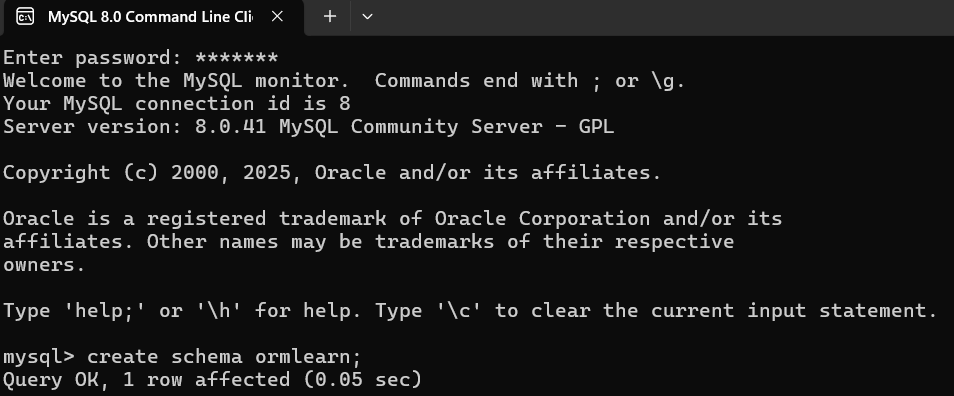 MySQL 8.0 Command Line Cli
Enter password: *******
Welcome to the MySQL monitor.  Commands end with ; or \g.
Your MySQL connection id is 8
Server version: 8.0.41 MySQL Community Server - GPL
Copyright (c) 2000, 2025, Oracle and/or its affiliates.
Oracle is a registered trademark of Oracle Corporation and/or its
affiliates. Other names may be trademarks of their respective
owners.
Type 'help;' or '\h' for help. Type '\c' to clear the current input statement.
mysql> create schema ormlearn;
Query OK, 1 row affected (0.05 sec)